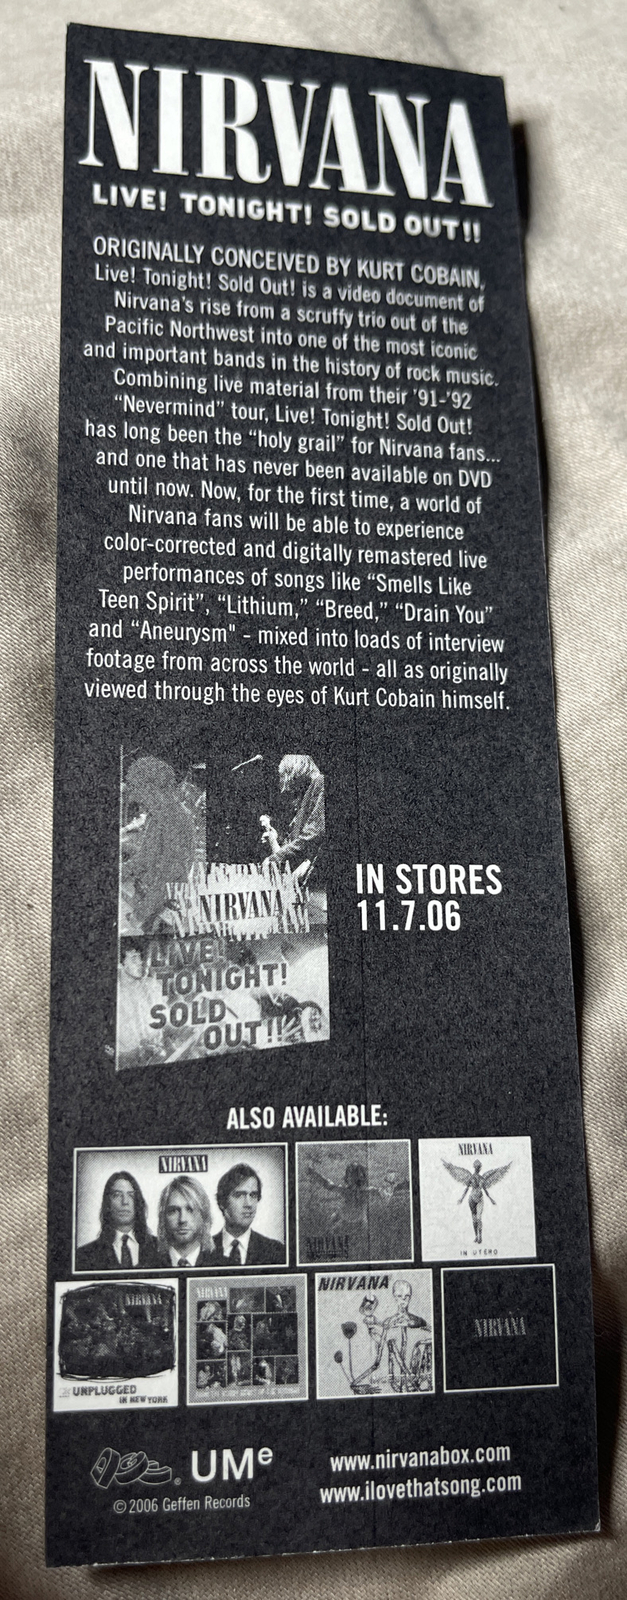 NIRVANA
LIVE! TONIGHT! SOLD OUT!!
ORIGINALLY CONCEIVED BY KURT COBAIN,
Live! Tonight! Sold Out! is a video document of
Nirvana's rise from a scruffy trio out of the
Pacific Northwest into one of the most iconic
and important bands in the history of rock music.
Combining live material from their '91-'92
"Nevermind" tour, Live! Tonight! Sold Out!
has long been the "holy grail" for Nirvana fans...
and one that has never been available on DVD
until now. Now, for the first time, a world of
Nirvana fans will be able to experience
color-corrected and digitally remastered live
performances of songs like "Smells Like
Teen Spirit", "Lithium," "Breed," "Drain You"
and "Aneurysm" - mixed into loads of interview
footage from across the world - all as originally
viewed through the eyes of Kurt Cobain himself.
NIRVANA
LIVE!
TONIGHT!
SOLD
OUT!!
IN STORES
11.7.06
ALSO AVAILABLE:
NIRVANA
NIRVANA
NIRVANA
IN UTERO
NIRVANA
UNPLUGGED
IN NEW YORK
NIRVANA
NIRVANA
NIRVANA
UMe
www.nirvanabox.com
www.ilovethatsong.com
©2006 Geffen Records